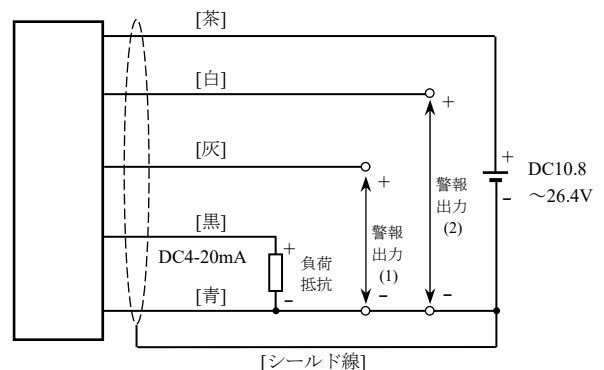 [茶]
[白]
+
[灰]
+
+
DC10.8
～26.4V
-
警報
出力
(2)
[黒]
DC4-20mA
+
負荷
抵抗
-
警報
出力
(1)
-
-
[青]
[シールド線]